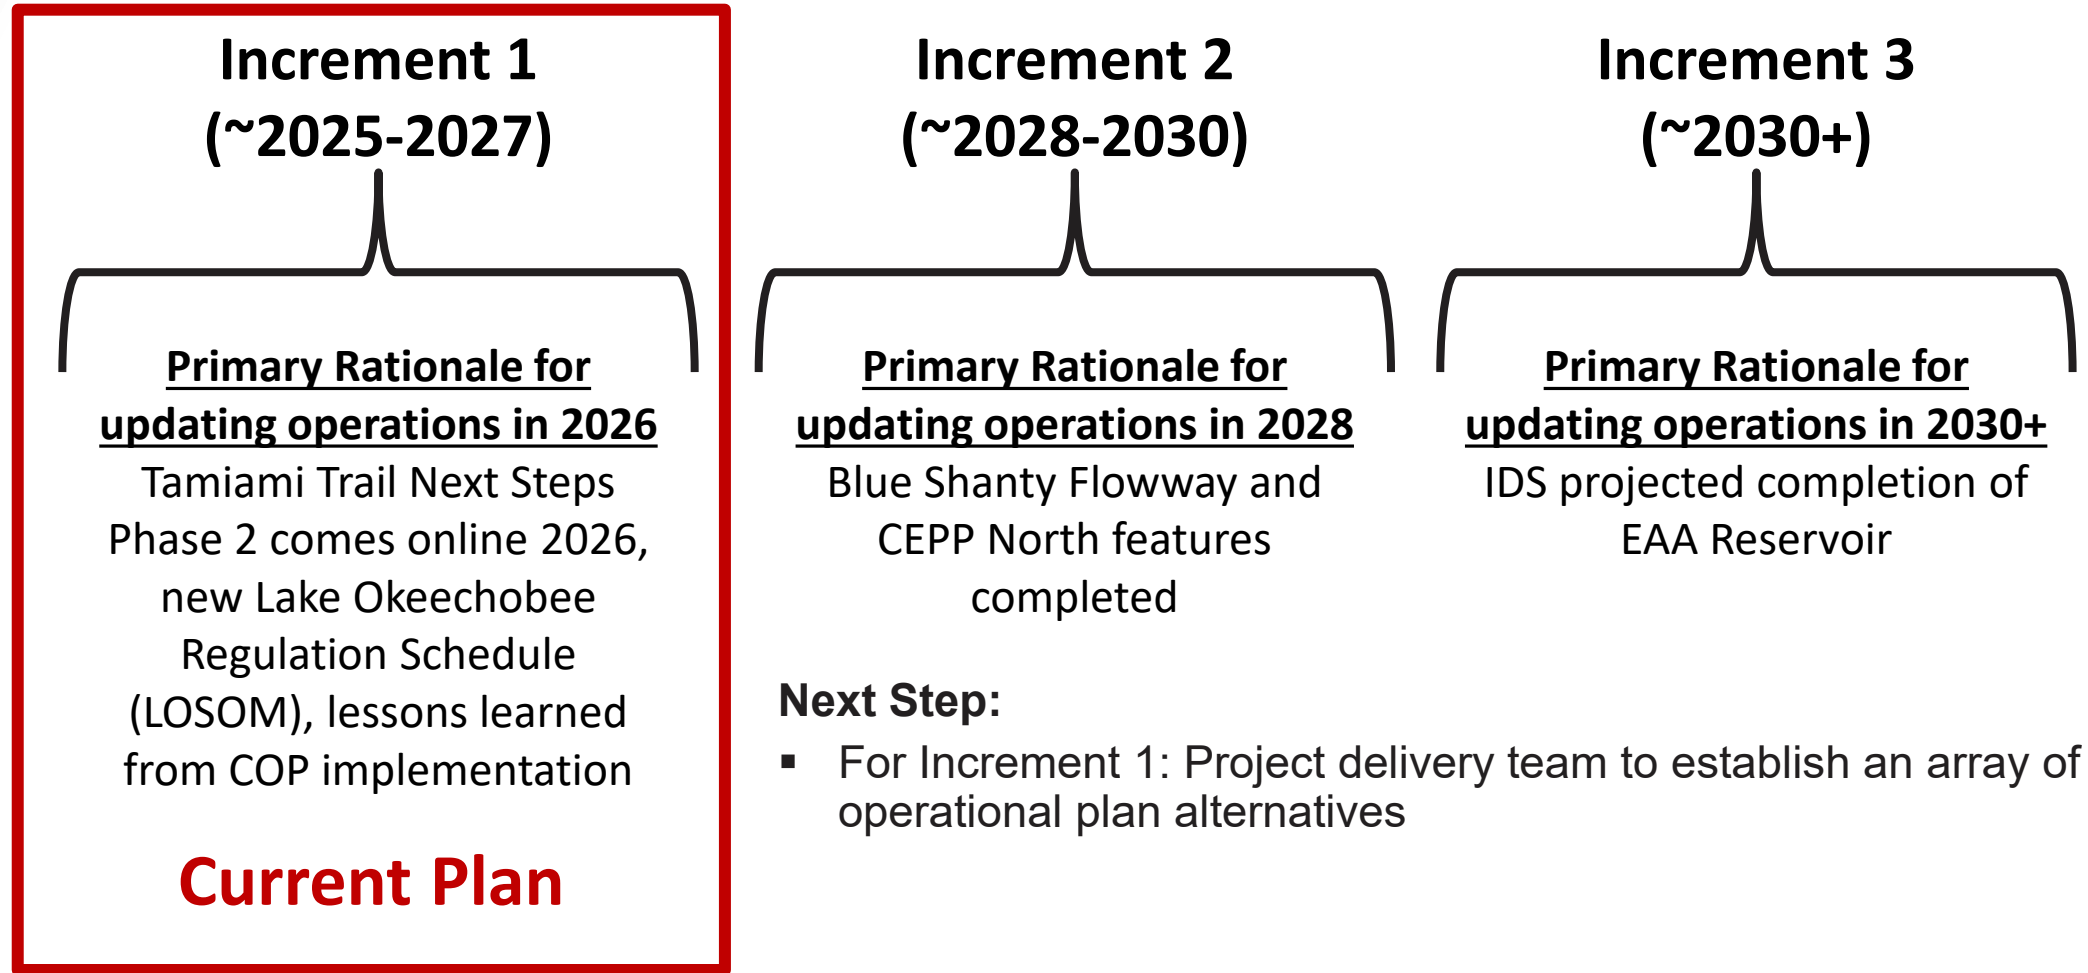 Increment 1
(~2025-2027)
Primary Rationale for
updating operations in 2026
Tamiami Trail Next Steps
Phase 2 comes online 2026,
new Lake Okeechobee
Regulation Schedule
(LOSOM), lessons learned
from COP implementation
Current Plan
Increment 2
(~2028-2030)
Primary Rationale for
updating operations in 2028
Blue Shanty Flowway and
CEPP North features
completed
Increment 3
(~2030+)
Primary Rationale for
updating operations in 2030+
IDS projected completion of
EAA Reservoir
Next Step:
▪ For Increment 1: Project delivery team to establish an array of
operational plan alternatives